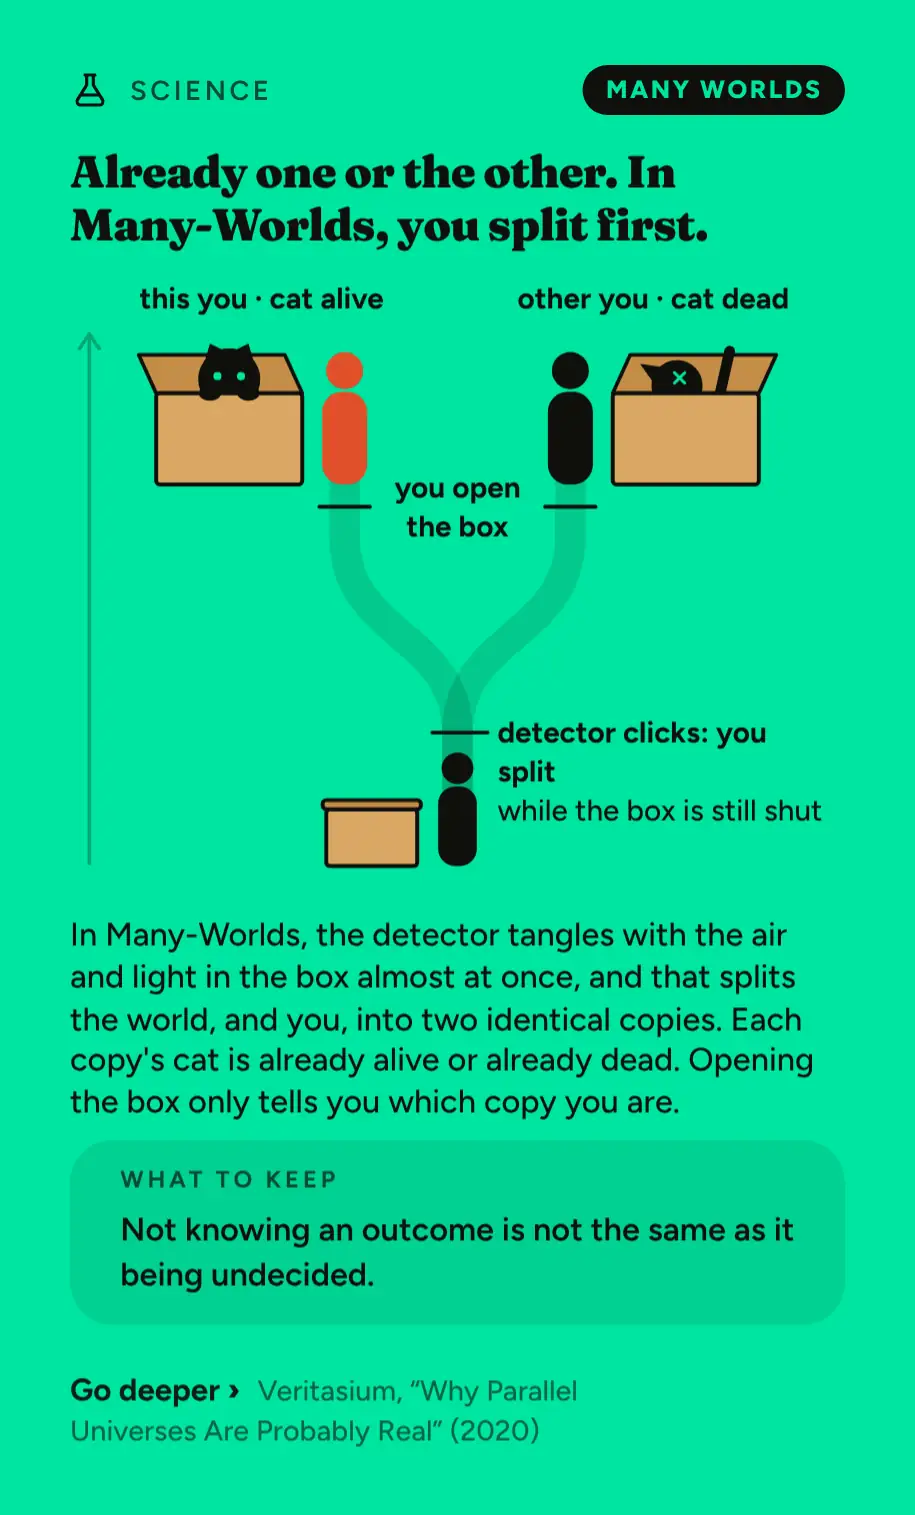 SCIENCE
MANY WORLDS
Already one or the other. In
Many-Worlds, you split first.
this you · cat alive
other you · cat dead
you open
the box
detector clicks: you
split
while the box is still shut
In Many-Worlds, the detector tangles with the air
and light in the box almost at once, and that splits
the world, and you, into two identical copies. Each
copy's cat is already alive or already dead. Opening
the box only tells you which copy you are.
WHAT TO KEEP
Not knowing an outcome is not the same as it
being undecided.
Go deeper › Veritasium, “Why Parallel
Universes Are Probably Real” (2020)